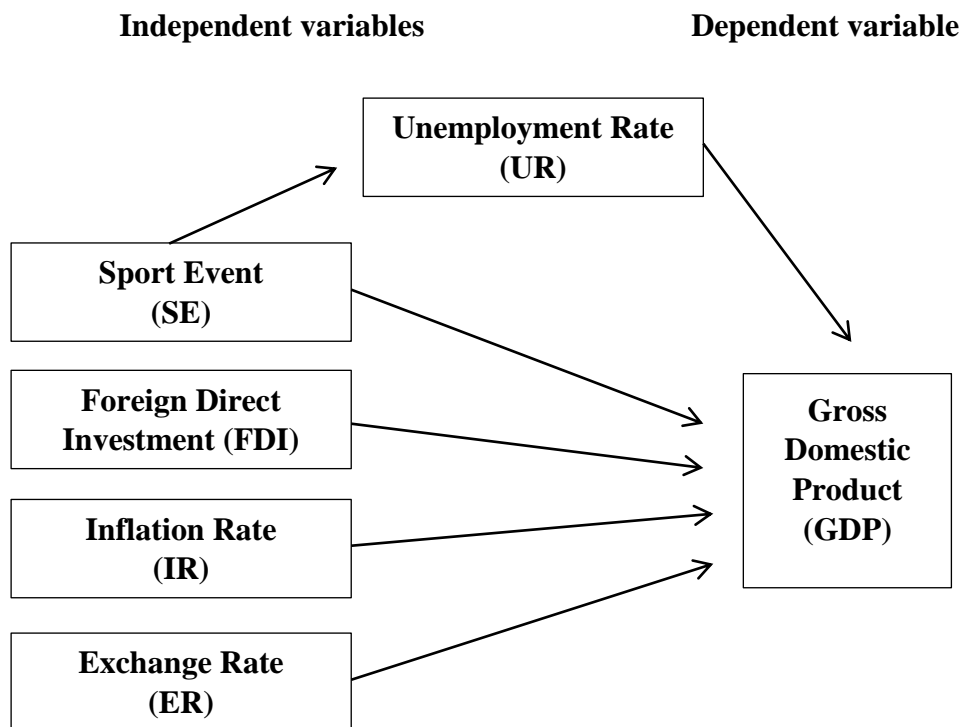 Independent variables
Dependent variable
Unemployment Rate
(UR)
Sport Event
(SE)
Foreign Direct
Investment (FDI)
Inflation Rate
(IR)
Exchange Rate
(ER)
Gross
Domestic
Product
(GDP)